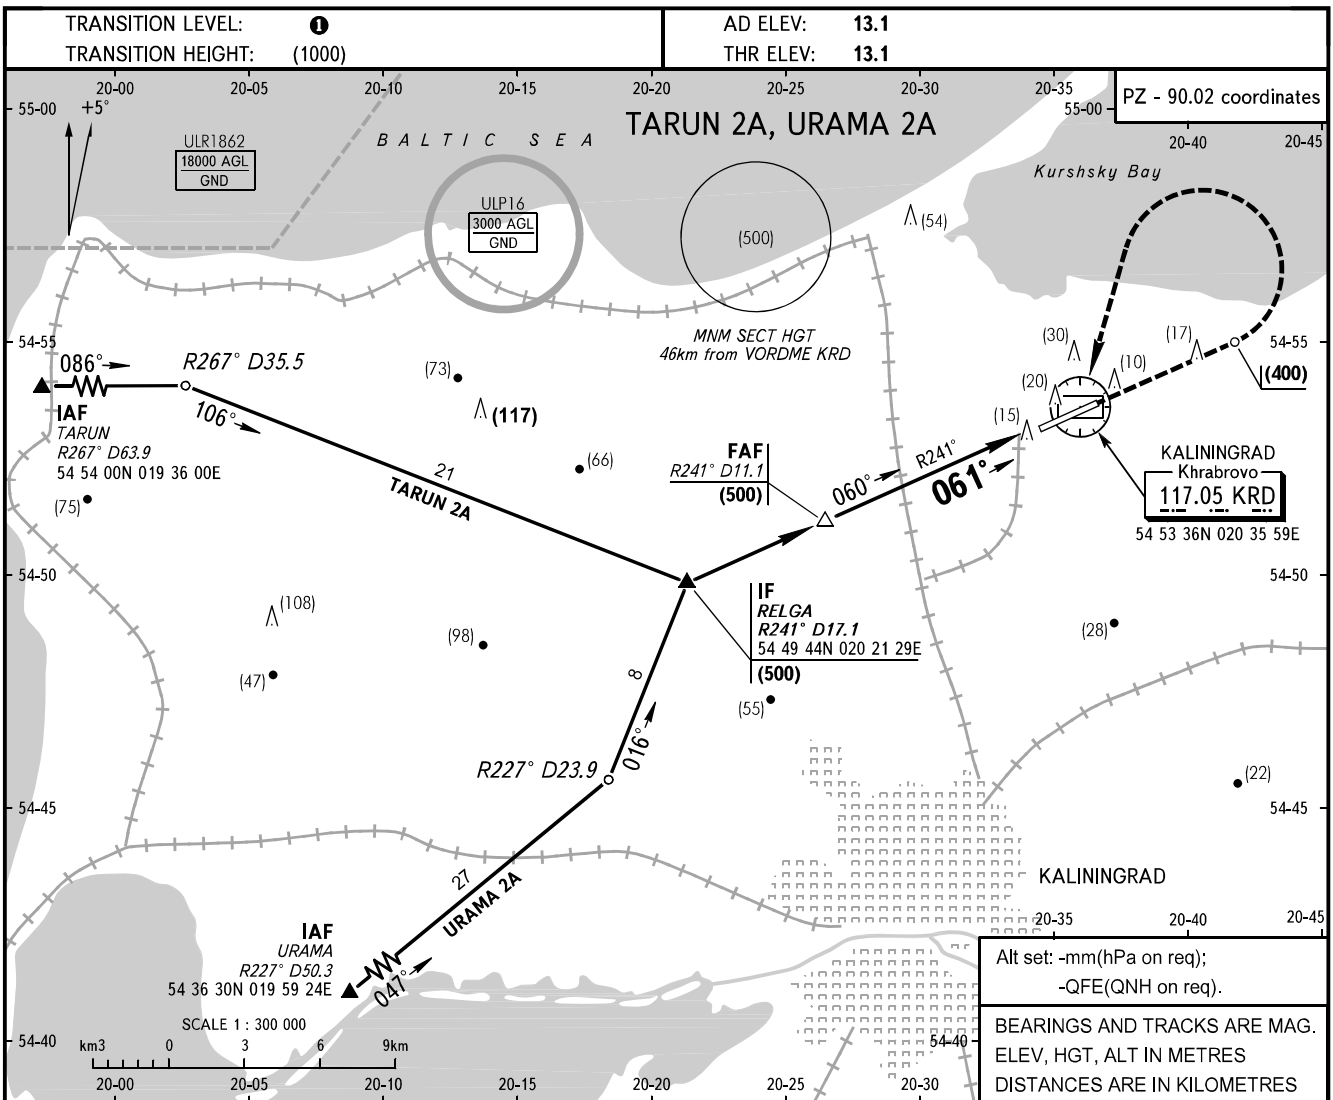 TRANSITION LEVEL: 1
TRANSITION HEIGHT: (1000)
AD ELEV: 13.1
THR ELEV: 13.1
20-00 20-05 20-10 20-15 20-20 20-25 20-30 20-35
55-00
+5°
55-00
PZ - 90.02 coordinates
TARUN 2A, URAMA 2A
BALTIC SEA
20-40 20-45
ULR1862
18000 AGL
GND
Kurshsky Bay
ULP16
3000 AGL
GND
(500)
(54)
MNM SECT HGT
46km from VORDME KRD
54-55
54-55
(30)
(17)
(10)
(20)
(15)
(400)
086°
R267° D35.5
(73)
(117)
IAF
TARUN
R267° D63.9
54 54 00N 019 36 00E
106°
21
TARUN 2A
(66)
(75)
FAF
R241° D11.1
(500)
060°
R241°
061°
KALININGRAD
Khrabrovo
117.05 KRD
54 53 36N 020 35 59E
54-50
54-50
IF
RELGA
R241° D17.1
54 49 44N 020 21 29E
(500)
(108)
(98)
(47)
(28)
(55)
8
016°
R227° D23.9
(22)
54-45
54-45
27
URAMA 2A
KALININGRAD
20-35 20-40 20-45
IAF
URAMA
R227° D50.3
54 36 30N 019 59 24E
047°
Alt set: -mm(hPa on req);
-QFE(QNH on req).
SCALE 1 : 300 000
km3 0 3 6 9km
54-40
54-40
BEARINGS AND TRACKS ARE MAG.
ELEV, HGT, ALT IN METRES
DISTANCES ARE IN KILOMETRES
20-00 20-05 20-10 20-15 20-20 20-25 20-30